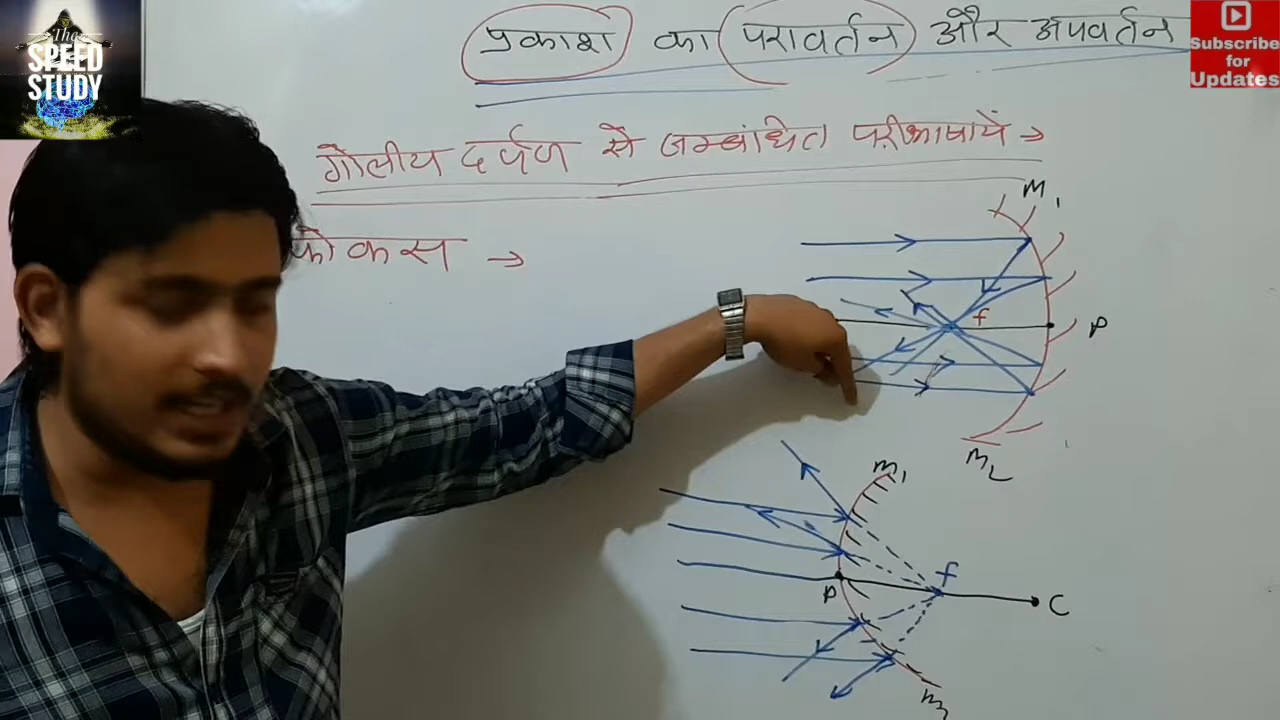 The
SPEED
STUDY
Subscribe
for
Updates
प्रकाश का परावर्तन और अपवर्तन
गोलीय दर्पण से सम्बंधित परीभाषायें →
फोकस →
M1
f
P
M2
M1
P
f
C
M2